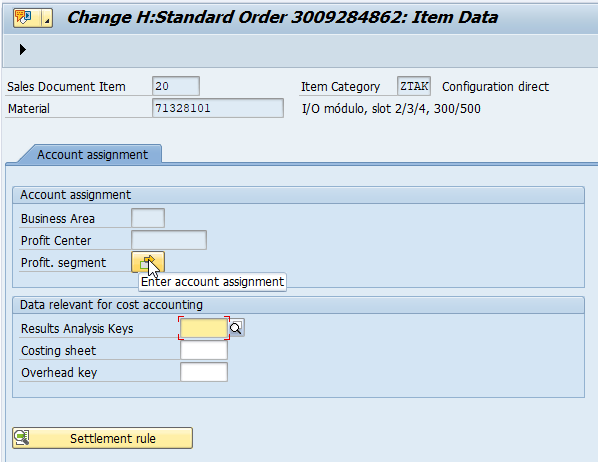 Change H:Standard Order 3009284862: Item Data
Sales Document Item 20 Item Category ZTAK Configuration direct
Material 71328101 I/O módulo, slot 2/3/4, 300/500
Account assignment
Account assignment
Business Area
Profit Center
Profit. segment
Enter account assignment
Data relevant for cost accounting
Results Analysis Keys
Costing sheet
Overhead key
Settlement rule